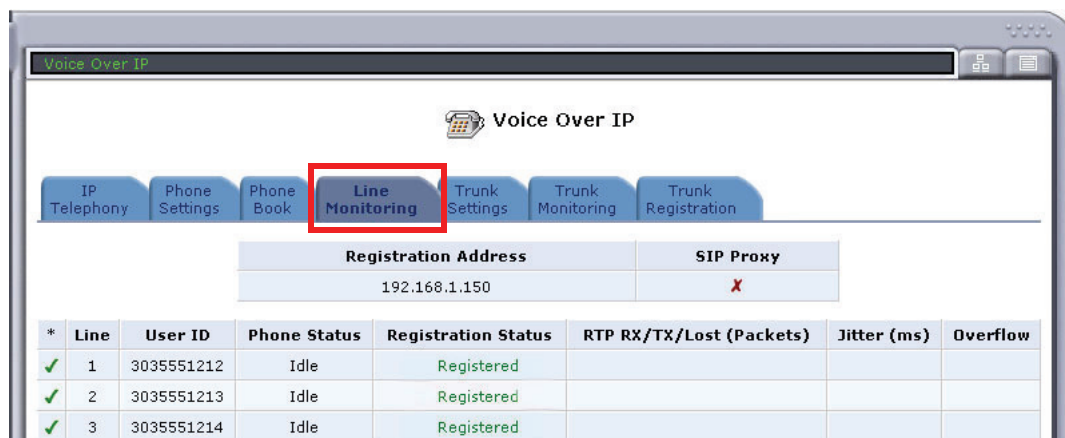 Voice Over IP
Voice Over IP
IP Telephony
Phone Settings
Phone Book
Line Monitoring
Trunk Settings
Trunk Monitoring
Trunk Registration
Registration Address SIP Proxy
192.168.1.150 ✗
* Line User ID Phone Status Registration Status RTP RX/TX/Lost (Packets) Jitter (ms) Overflow
✓ 1 3035551212 Idle Registered
✓ 2 3035551213 Idle Registered
✓ 3 3035551214 Idle Registered